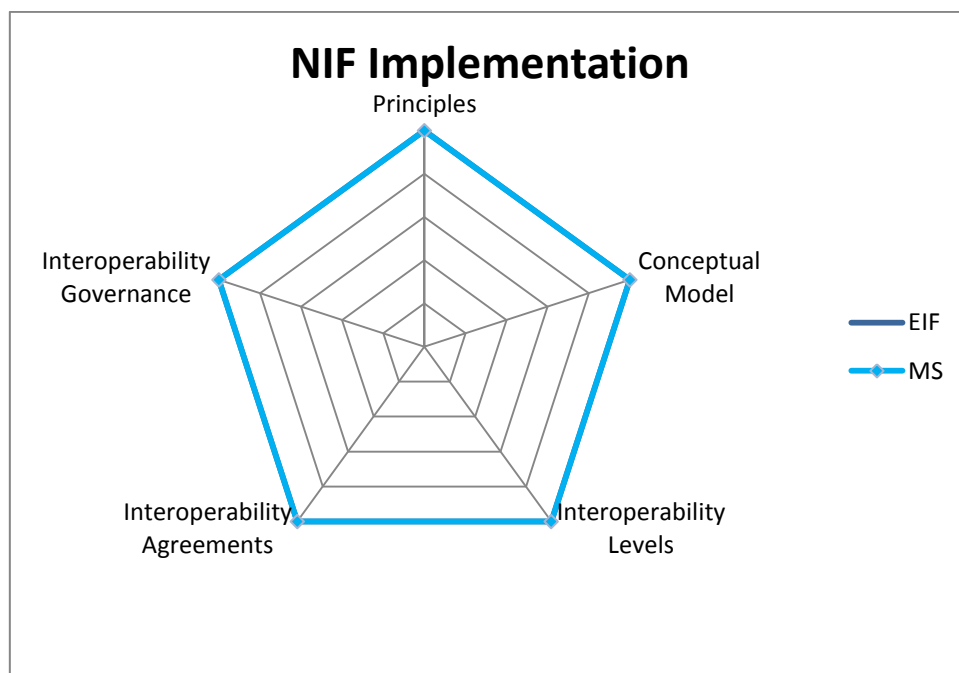 NIF Implementation
Principles
Interoperability
Governance
Conceptual
Model
EIF
MS
Interoperability
Agreements
Interoperability
Levels